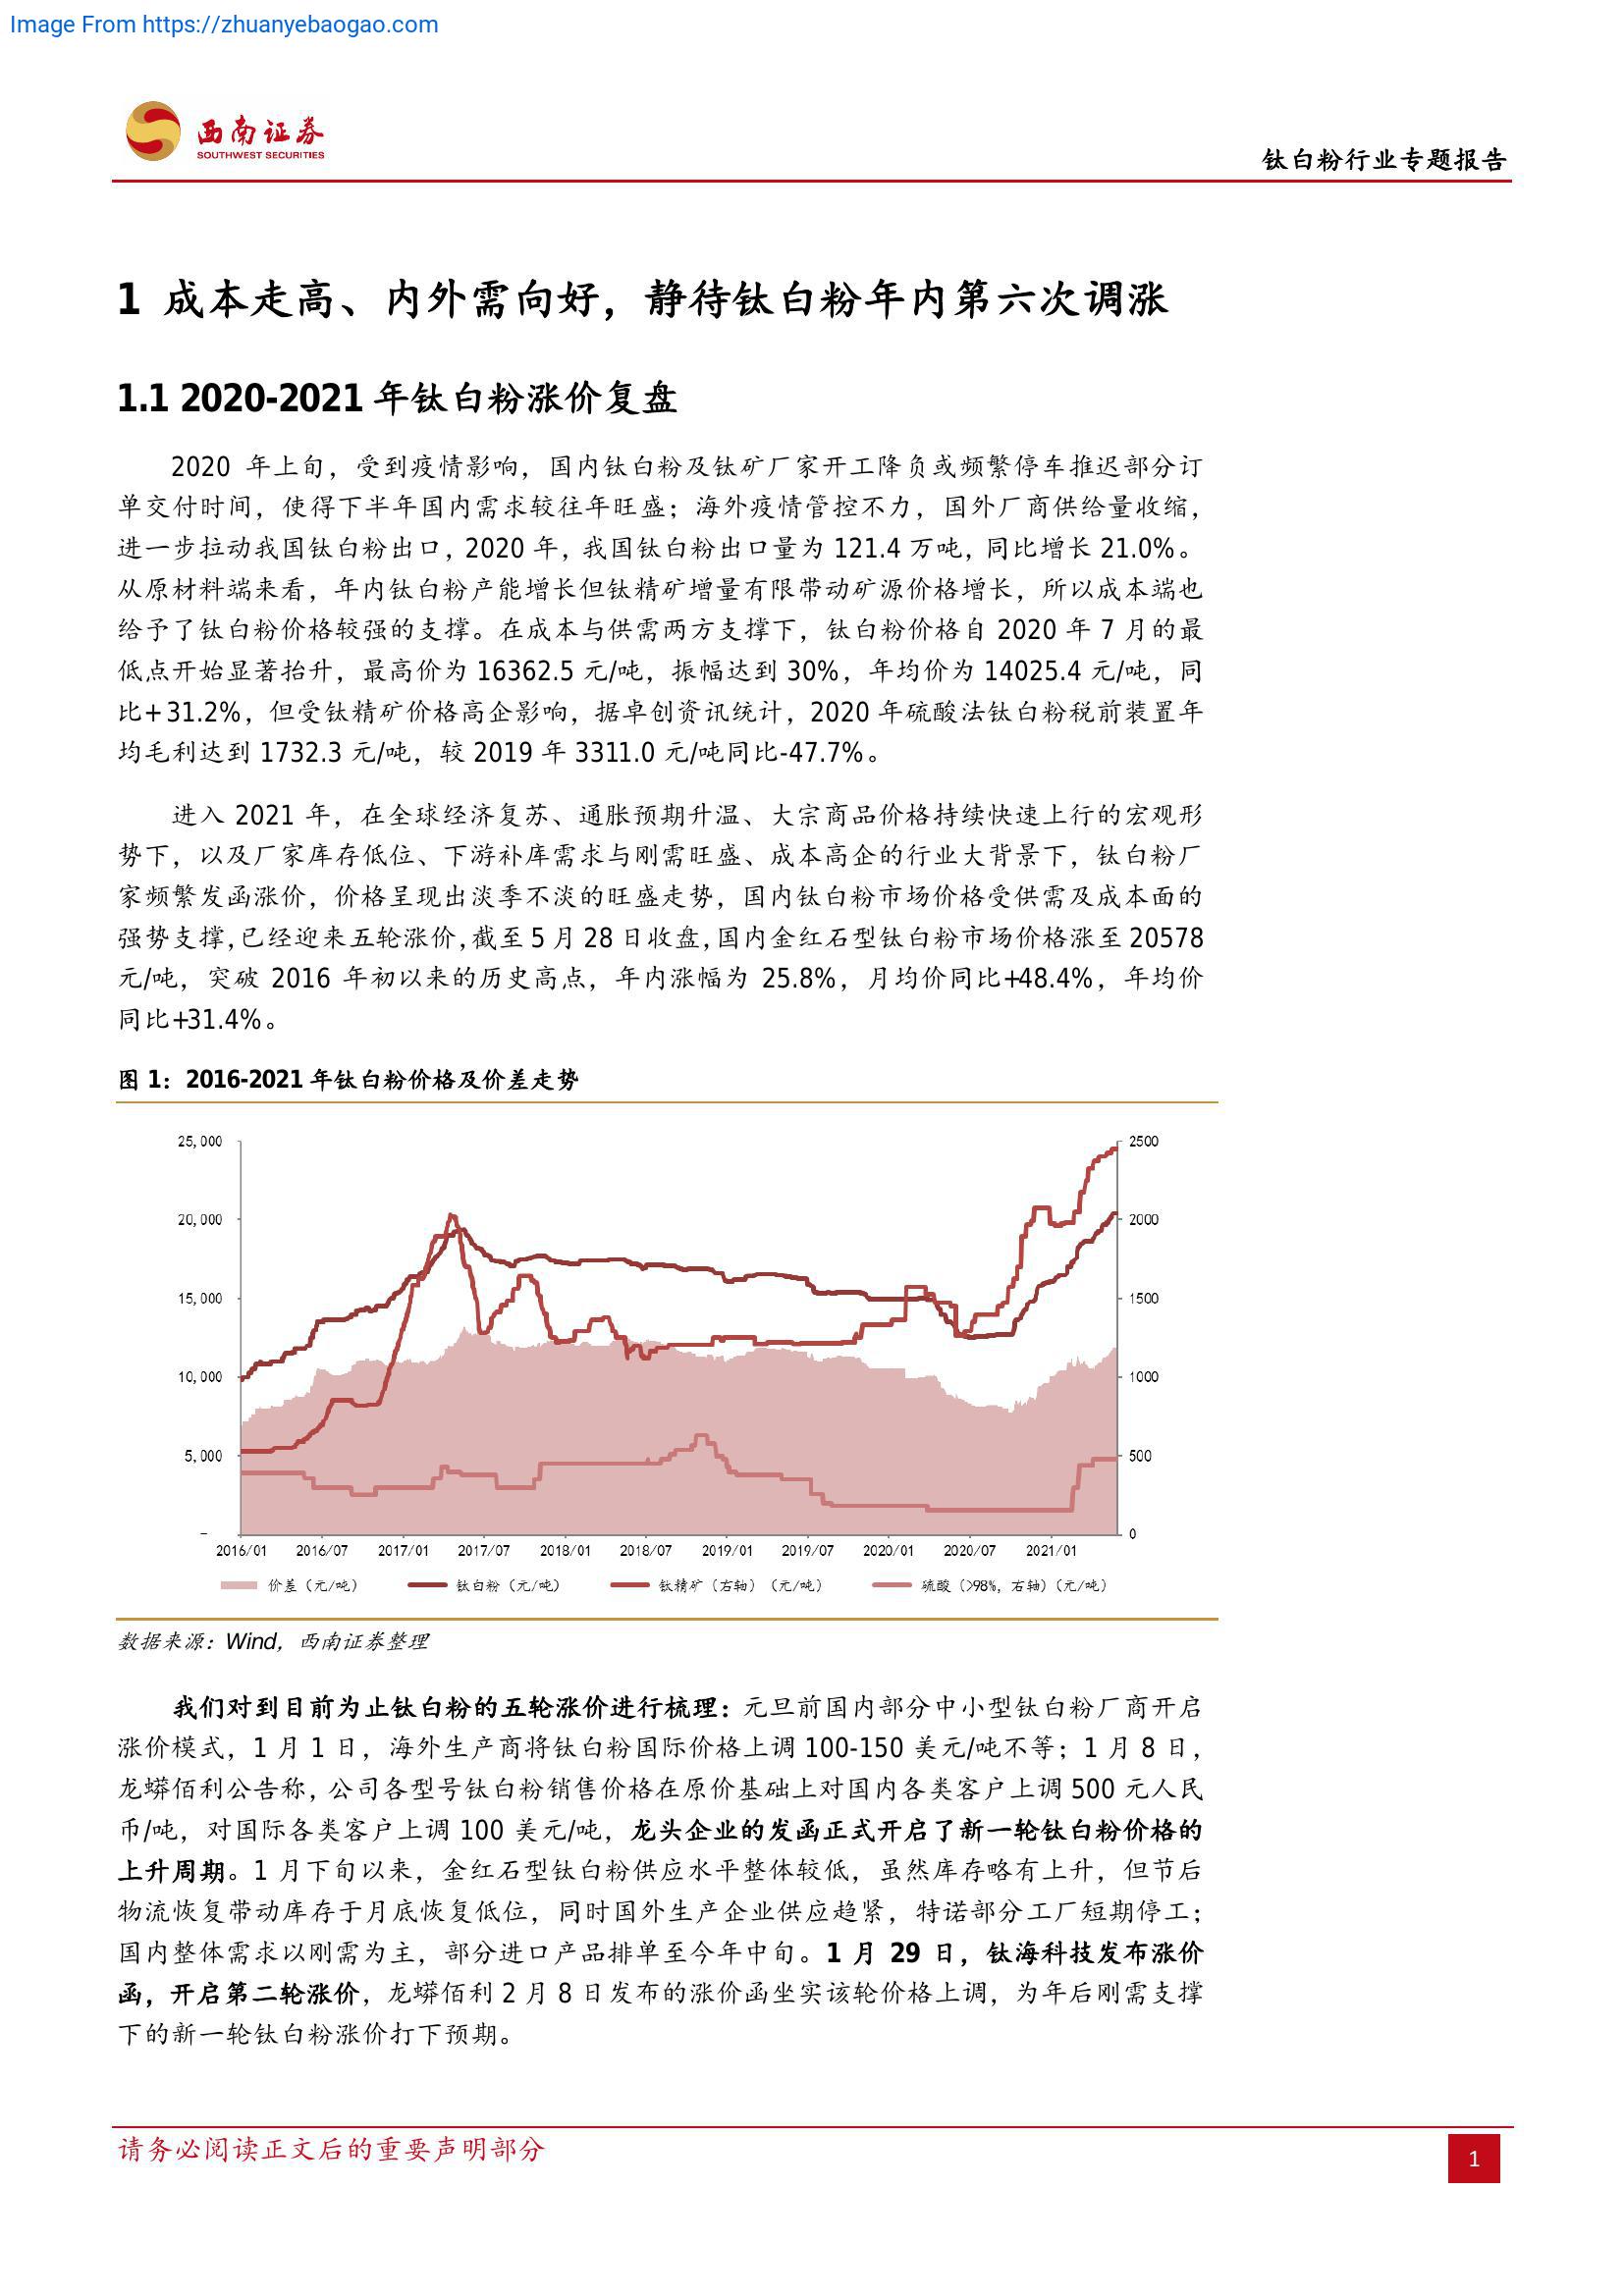 Image From https://zhuanyebaogao.com
西南证券
SOUTHWEST SECURITIES
钛白粉行业专题报告
1 成本走高、内外需向好，静待钛白粉年内第六次调涨
1.1 2020-2021 年钛白粉涨价复盘
2020 年上旬，受到疫情影响，国内钛白粉及钛矿厂家开工降负或频繁停车推迟部分订
单交付时间，使得下半年国内需求较往年旺盛；海外疫情管控不力，国外厂商供给量收缩，
进一步拉动我国钛白粉出口，2020 年，我国钛白粉出口量为 121.4 万吨，同比增长 21.0%。
从原材料端来看，年内钛白粉产能增长但钛精矿增量有限带动矿源价格增长，所以成本端也
给予了钛白粉价格较强的支撑。在成本与供需两方支撑下，钛白粉价格自 2020 年 7 月的最
低点开始显著抬升，最高价为 16362.5 元/吨，振幅达到 30%，年均价为 14025.4 元/吨，同
比+31.2%，但受钛精矿价格高企影响，据卓创资讯统计，2020 年硫酸法钛白粉税前装置年
均毛利达到 1732.3 元/吨，较 2019 年 3311.0 元/吨同比-47.7%。
进入 2021 年，在全球经济复苏、通胀预期升温、大宗商品价格持续快速上行的宏观形
势下，以及厂家库存低位、下游补库需求与刚需旺盛、成本高企的行业大背景下，钛白粉厂
家频繁发函涨价，价格呈现出淡季不淡的旺盛走势，国内钛白粉市场价格受供需及成本面的
强势支撑，已经迎来五轮涨价，截至 5 月 28 日收盘，国内金红石型钛白粉市场价格涨至 20578
元/吨，突破 2016 年初以来的历史高点，年内涨幅为 25.8%，月均价同比+48.4%，年均价
同比+31.4%。
图 1：2016-2021 年钛白粉价格及价差走势
25,000 2500
20,000 2000
15,000 1500
10,000 1000
5,000 500
– 0
2016/01 2016/07 2017/01 2017/07 2018/01 2018/07 2019/01 2019/07 2020/01 2020/07 2021/01
价差（元/吨） 钛白粉（元/吨） 钛精矿（右轴）（元/吨） 硫酸（>98%，右轴）（元/吨）
数据来源：Wind，西南证券整理
我们对到目前为止钛白粉的五轮涨价进行梳理：元旦前国内部分中小型钛白粉厂商开启
涨价模式，1 月 1 日，海外生产商将钛白粉国际价格上调 100-150 美元/吨不等；1 月 8 日，
龙蟒佰利公告称，公司各型号钛白粉销售价格在原价基础上对国内各类客户上调 500 元人民
币/吨，对国际各类客户上调 100 美元/吨，龙头企业的发函正式开启了新一轮钛白粉价格的
上升周期。1 月下旬以来，金红石型钛白粉供应水平整体较低，虽然库存略有上升，但节后
物流恢复带动库存于月底恢复低位，同时国外生产企业供应趋紧，特诺部分工厂短期停工；
国内整体需求以刚需为主，部分进口产品排单至今年中旬。1 月 29 日，钛海科技发布涨价
函，开启第二轮涨价，龙蟒佰利 2 月 8 日发布的涨价函坐实该轮价格上调，为年后刚需支撑
下的新一轮钛白粉涨价打下预期。
请务必阅读正文后的重要声明部分
1